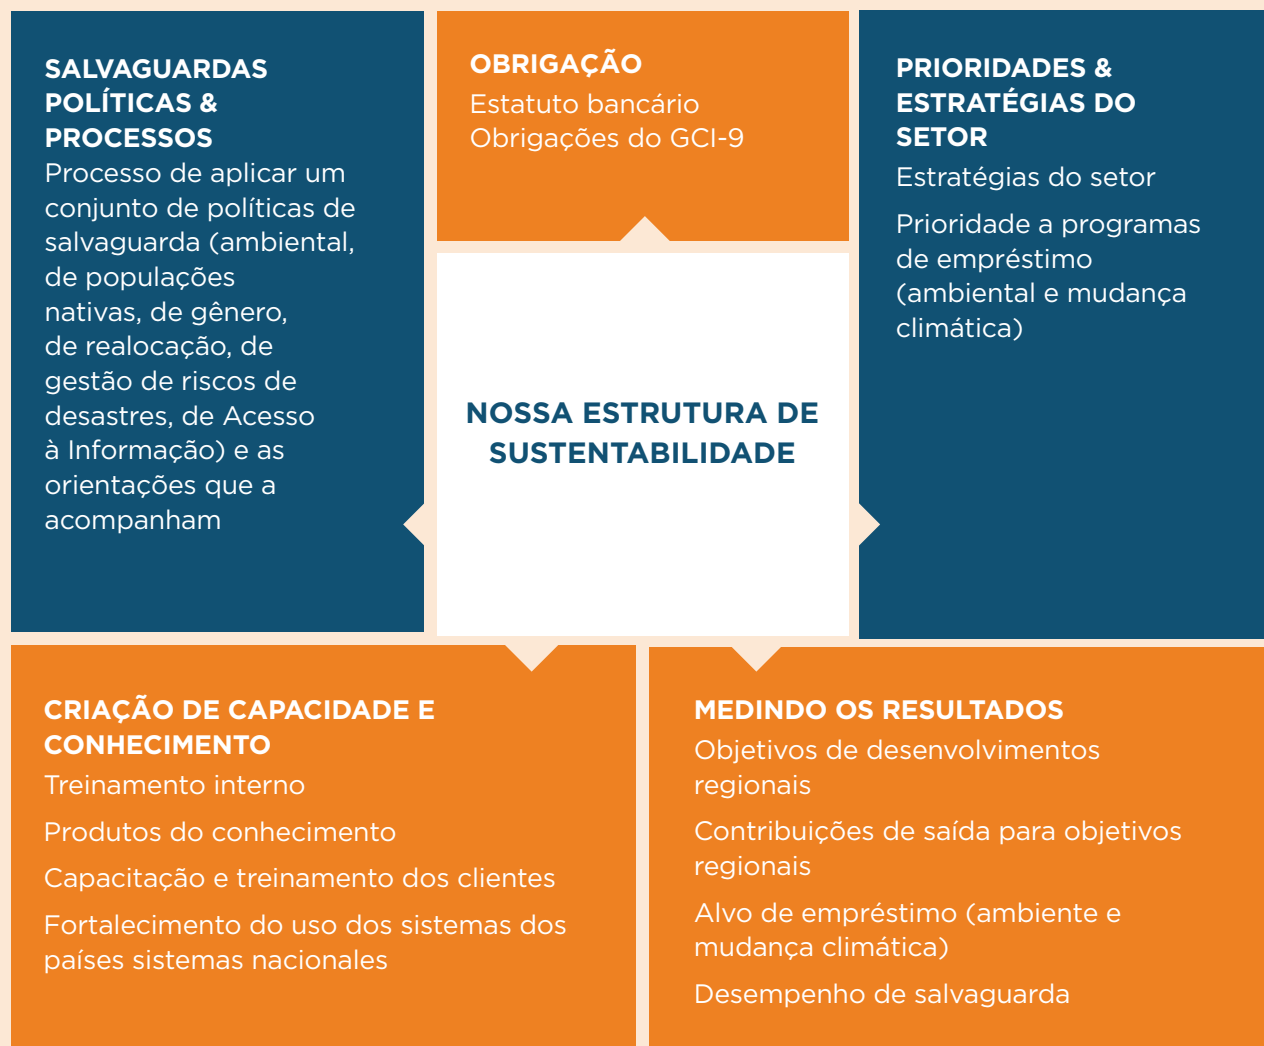 SALVAGUARDAS
POLÍTICAS &
PROCESSOS
Processo de aplicar um
conjunto de políticas de
salvaguarda (ambiental,
de populações
nativas, de gênero,
de realocação, de
gestão de riscos de
desastres, de Acesso
à Informação) e as
orientações que a
acompanham
OBRIGAÇÃO
Estatuto bancário
Obrigações do GCI-9
PRIORIDADES &
ESTRATÉGIAS DO
SETOR
Estratégias do setor
Prioridade a programas
de empréstimo
(ambiental e mudança
climática)
NOSSA ESTRUTURA DE
SUSTENTABILIDADE
CRIAÇÃO DE CAPACIDADE E
CONHECIMENTO
Treinamento interno
Produtos do conhecimento
Capacitação e treinamento dos clientes
Fortalecimento do uso dos sistemas dos
países sistemas nacionales
MEDINDO OS RESULTADOS
Objetivos de desenvolvimentos
regionais
Contribuições de saída para objetivos
regionais
Alvo de empréstimo (ambiente e
mudança climática)
Desempenho de salvaguarda